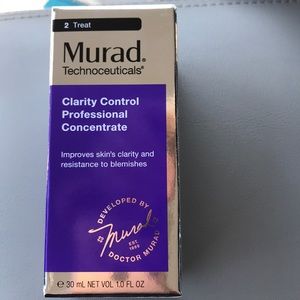 2 Treat
Murad.
Technoceuticals®
Clarity Control
Professional
Concentrate
Improves skin's clarity and
resistance to blemishes
DEVELOPED BY
Murad
EST.
1989
DOCTOR MURAD
℮ 30 mL NET VOL 1.0 FL OZ